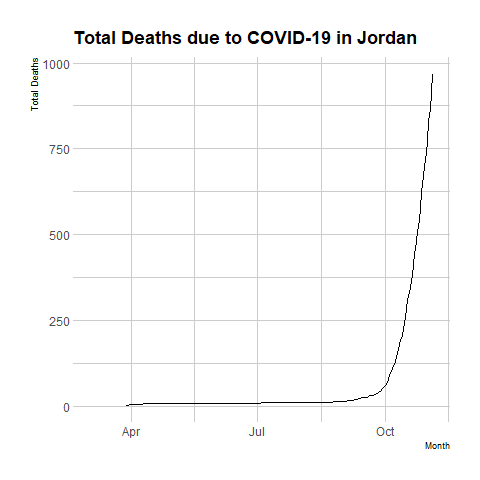 Total Deaths due to COVID-19 in Jordan
Total Deaths
1000
750
500
250
0
Apr Jul Oct
Month